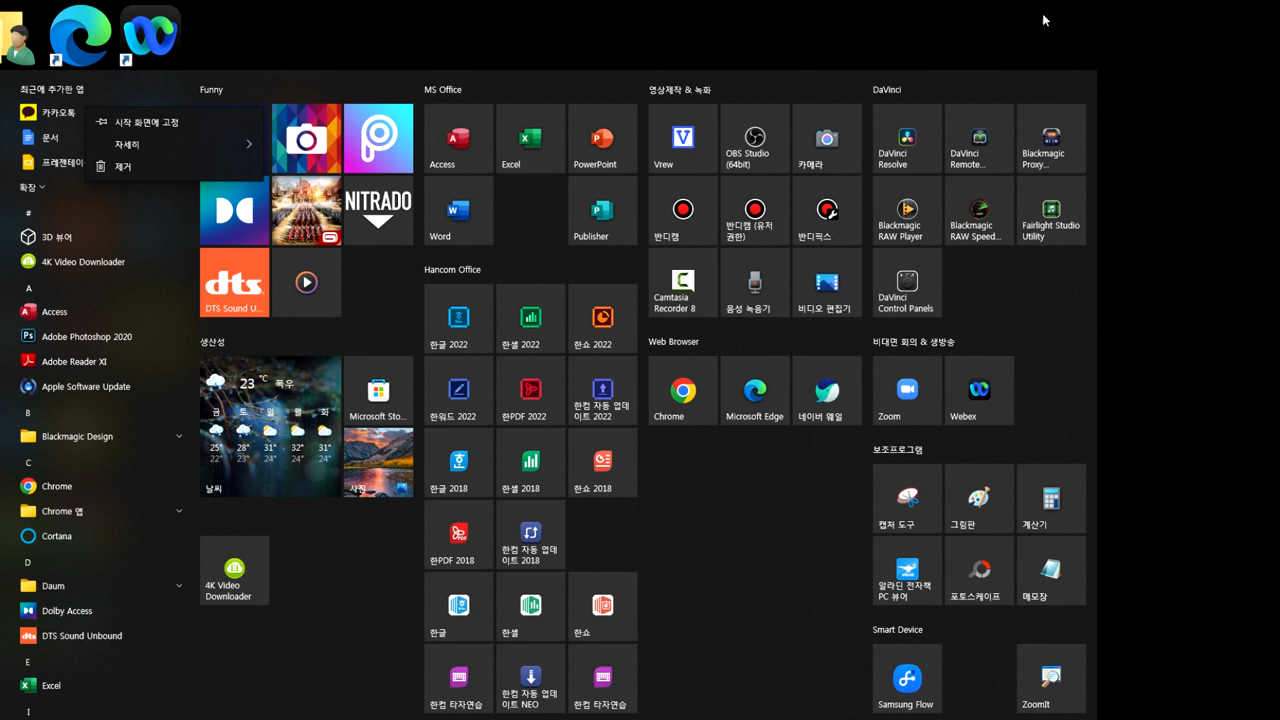 최근에 추가한 앱
카카오톡
시작 화면에 고정
문서
자세히
프레젠테이
제거
확장
#
3D 뷰어
4K Video Downloader
A
Access
Adobe Photoshop 2020
Adobe Reader XI
Apple Software Update
B
Blackmagic Design
C
Chrome
Chrome 앱
Cortana
D
Daum
Dolby Access
DTS Sound Unbound
E
Excel
I
Funny
NITRADO
dts
DTS Sound U...
생산성
23 °C 폭우
금 토 일 월 화
25° 28° 31° 32° 31°
22° 23° 24° 24° 24°
날씨
Microsoft Sto...
사진
4K Video
Downloader
MS Office
Access
Excel
PowerPoint
Word
Publisher
Hancom Office
한글 2022
한셀 2022
한쇼 2022
한워드 2022
한PDF 2022
한컴 자동 업데
이트 2022
한글 2018
한셀 2018
한쇼 2018
한PDF 2018
한컴 자동 업데
이트 2018
한글
한셀
한쇼
한컴 타자연습
한컴 자동 업데
이트 NEO
한컴 타자연습
영상제작 & 녹화
Vrew
OBS Studio
(64bit)
카메라
반디캠
반디캠 (유저
권한)
반디픽스
Camtasia
Recorder 8
음성 녹음기
비디오 편집기
Web Browser
Chrome
Microsoft Edge
네이버 웨일
DaVinci
DaVinci
Resolve
DaVinci
Remote...
Blackmagic
Proxy...
Blackmagic
RAW Player
Blackmagic
RAW Speed...
Fairlight Studio
Utility
DaVinci
Control Panels
비대면 회의 & 생방송
Zoom
Webex
보조프로그램
캡처 도구
그림판
계산기
알라딘 전자책
PC 뷰어
포토스케이프
메모장
Smart Device
Samsung Flow
ZoomIt